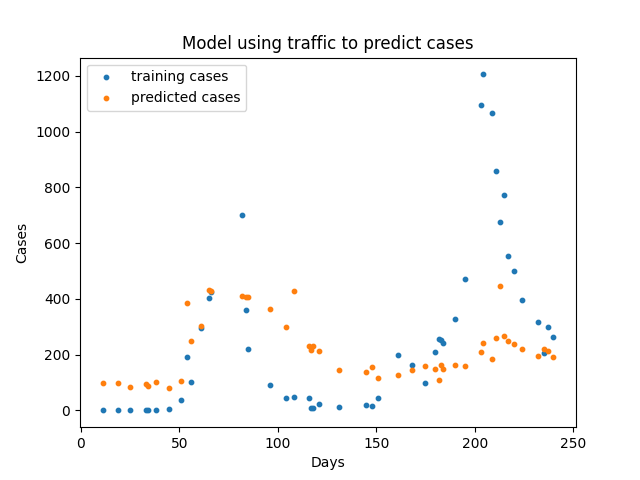 Model using traffic to predict cases
training cases
predicted cases
1200
1000
800
600
400
200
0
Cases
0 50 100 150 200 250
Days